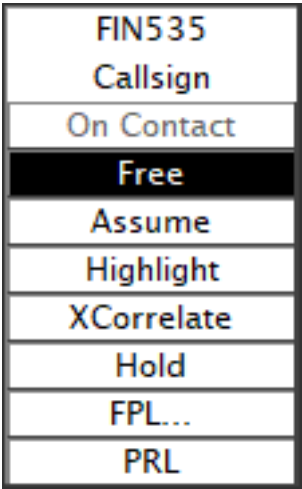 FIN535
Callsign
On Contact
Free
Assume
Highlight
XCorrelate
Hold
FPL...
PRL